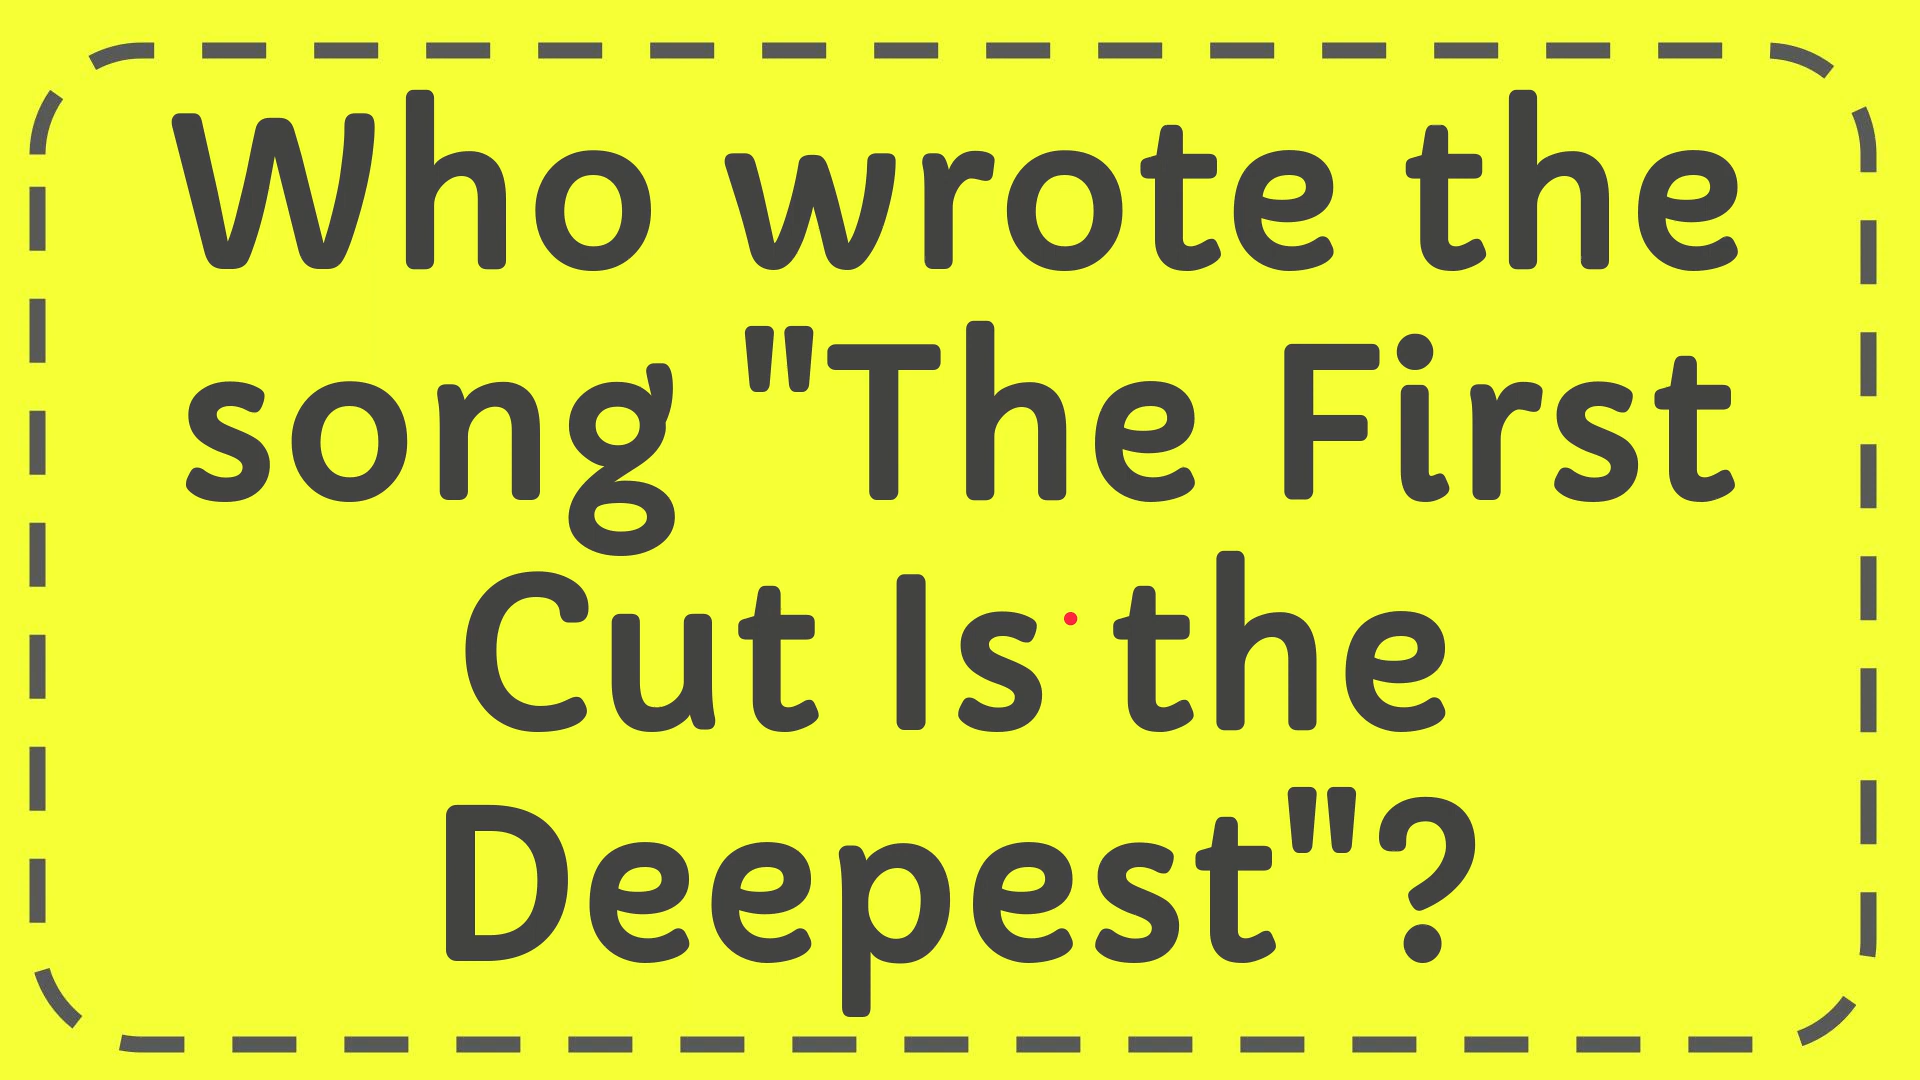 Who wrote the
song "The First
Cut Is the
Deepest"?